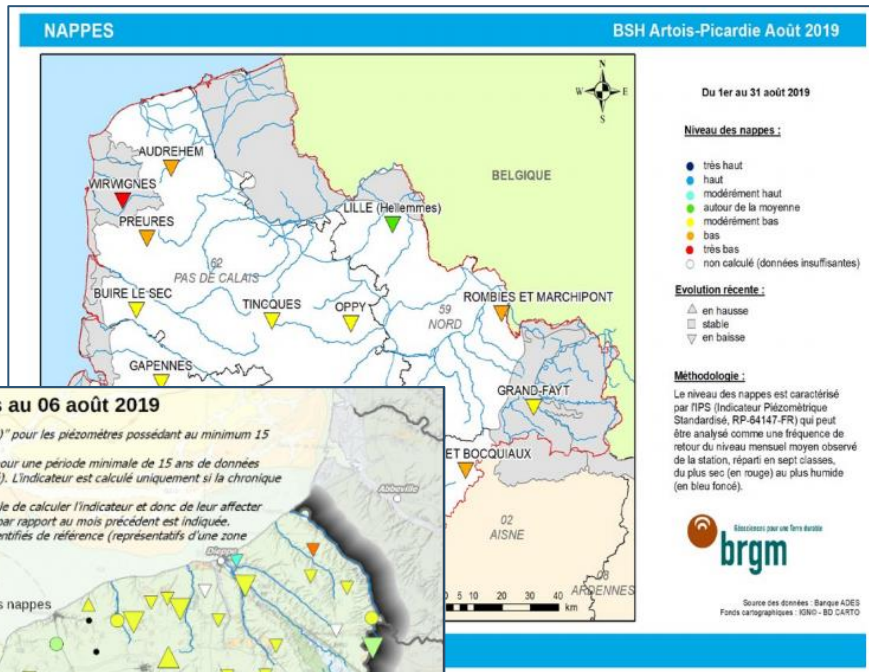 NAPPES
BSH Artois-Picardie Août 2019
Du 1er au 31 août 2019
Niveau des nappes :
très haut
haut
modérément haut
autour de la moyenne
modérément bas
bas
très bas
non calculé (données insuffisantes)
Evolution récente :
en hausse
stable
en baisse
Méthodologie :
Le niveau des nappes est caractérisé
par l'IPS (Indicateur Piézométrique
Standardisé, RP-64147-FR) qui peut
être analysé comme une fréquence de
retour du niveau mensuel moyen observé
de la station, réparti en sept classes,
du plus sec (en rouge) au plus humide
(en bleu foncé).
Géosciences pour une Terre durable
brgm
Source des données : Banque ADES
Fonds cartographiques : IGN© - BD CARTO
N
W E
S
BELGIQUE
AUDREHEM
WIRWIGNES
LILLE (Hellemmes)
PREURES
62
PAS DE CALAIS
BUIRE LE SEC
TINCQUES
OPPY
59
NORD
ROMBIES ET MARCHIPONT
GAPENNES
GRAND-FAYT
ET BOCQUIAUX
02
AISNE
08
ARDENNES
0 5 10 20 30 40
km
s au 06 août 2019
)" pour les piézomètres possédant au minimum 15
our une période minimale de 15 ans de données
). L'indicateur est calculé uniquement si la chronique
le de calculer l'indicateur et donc de leur affecter
par rapport au mois précédent est indiquée.
entifiés de référence (représentatifs d'une zone
s nappes
Abbeville
Dieppe